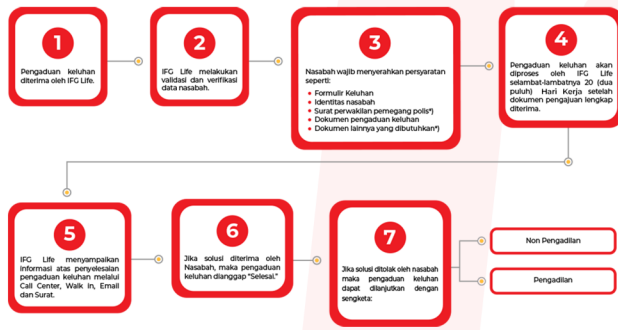 1
Pengaduan keluhan
diterima oleh IFG Life.
2
IFG Life melakukan
validasi dan verifikasi
data nasabah.
3
Nasabah wajib menyerahkan persyaratan
seperti:
• Formulir Keluhan
• Identitas nasabah
• Surat perwakilan pemegang polis*)
• Dokumen pengaduan keluhan
• Dokumen lainnya yang dibutuhkan*)
4
Pengaduan keluhan akan
diproses oleh IFG Life
selambat-lambatnya 20 (dua
puluh) Hari Kerja setelah
dokumen pengajuan lengkap
diterima.
5
IFG Life menyampaikan
informasi atas penyelesaian
pengaduan keluhan melalui
Call Center, Walk In, Email
dan Surat.
6
Jika solusi diterima oleh
Nasabah, maka pengaduan
keluhan dianggap "Selesai."
7
Jika solusi ditolak oleh nasabah
maka pengaduan keluhan
dapat dilanjutkan dengan
sengketa:
Non Pengadilan
Pengadilan